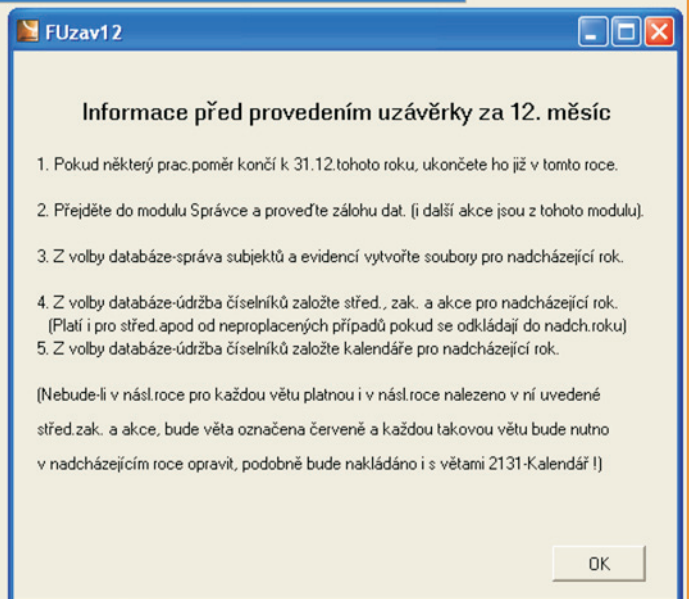 FUzav12
Informace před provedením uzávěrky za 12. měsíc
1. Pokud některý prac.poměr končí k 31.12.tohoto roku, ukončete ho již v tomto roce.
2. Přejděte do modulu Správce a proveďte zálohu dat. (i další akce jsou z tohoto modulu).
3. Z volby databáze-správa subjektů a evidencí vytvořte soubory pro nadcházející rok.
4. Z volby databáze-údržba číselníků založte střed., zak. a akce pro nadcházející rok.
(Platí i pro střed.apod od neproplacených případů pokud se odkládají do nadch.roku)
5. Z volby databáze-údržba číselníků založte kalendáře pro nadcházející rok.
(Nebude-li v násl.roce pro každou větu platnou i v násl.roce nalezeno v ní uvedené
střed.zak. a akce, bude věta označena červeně a každou takovou větu bude nutno
v nadcházejícím roce opravit, podobně bude nakládáno i s větami 2131-Kalendář !)
OK